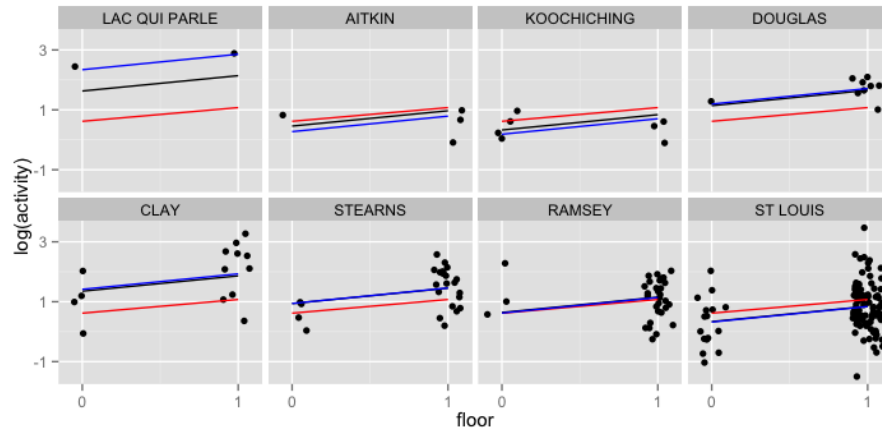 LAC QUI PARLE AITKIN KOOCHICHING DOUGLAS
3
1
-1
CLAY STEARNS RAMSEY ST LOUIS
3
1
-1
0 1 0 1 0 1 0 1
floor
log(activity)